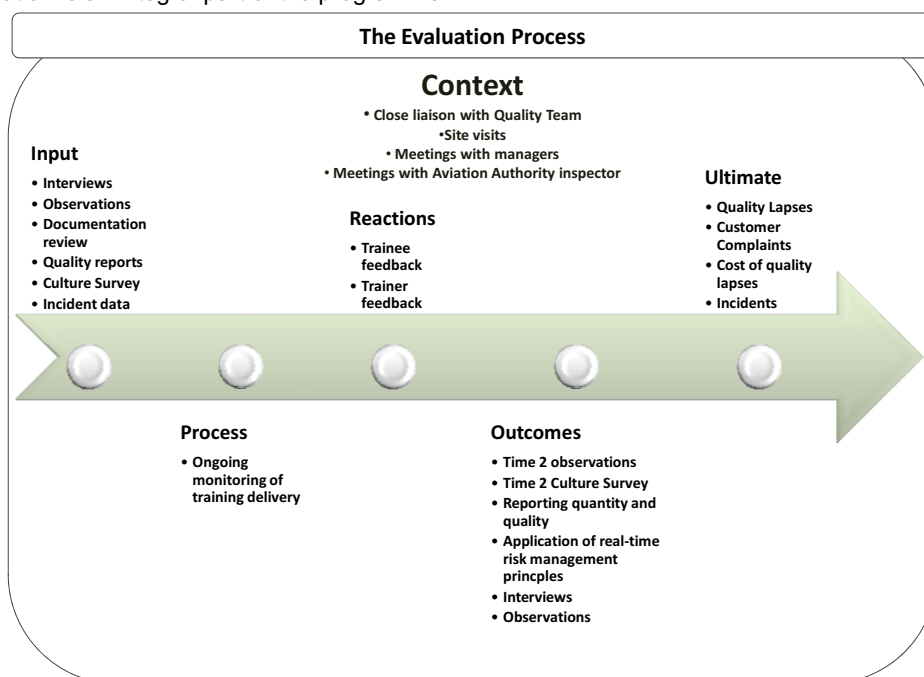 The Evaluation Process
Context
• Close liaison with Quality Team
•Site visits
• Meetings with managers
• Meetings with Aviation Authority inspector
Input
• Interviews
• Observations
• Documentation
review
• Quality reports
• Culture Survey
• Incident data
Reactions
• Trainee
feedback
• Trainer
feedback
Ultimate
• Quality Lapses
• Customer
Complaints
• Cost of quality
lapses
• Incidents
Process
• Ongoing
monitoring of
training delivery
Outcomes
• Time 2 observations
• Time 2 Culture Survey
• Reporting quantity and
quality
• Application of real-time
risk management
princples
• Interviews
• Observations